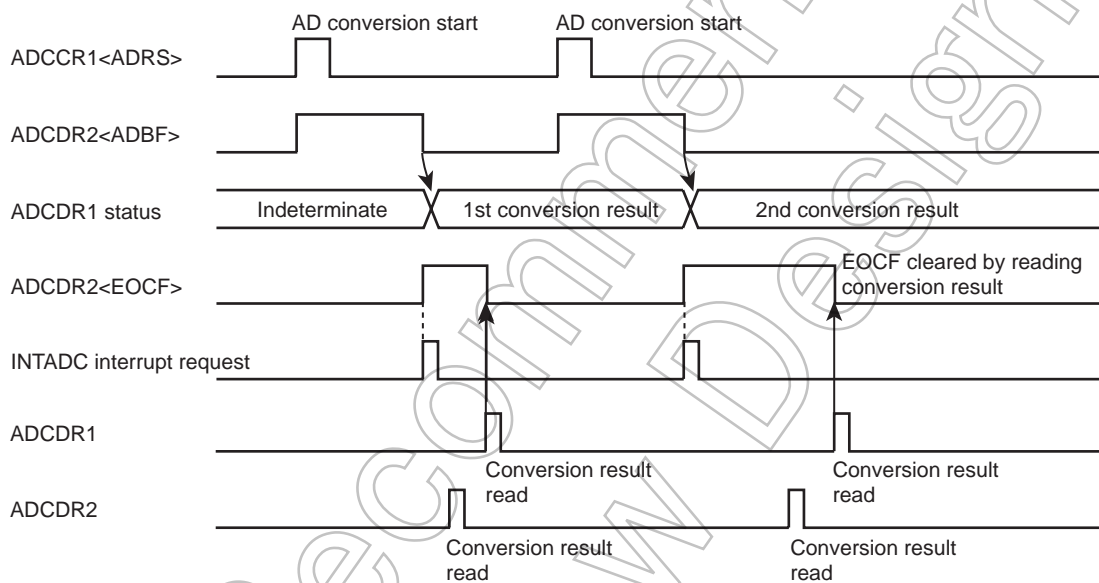 AD conversion start
AD conversion start
ADCCR1<ADRS>
ADCDR2<ADBF>
ADCDR1 status
Indeterminate
1st conversion result
2nd conversion result
ADCDR2<EOCF>
EOCF cleared by reading
conversion result
INTADC interrupt request
ADCDR1
Conversion result
read
Conversion result
read
ADCDR2
Conversion result
read
Conversion result
read